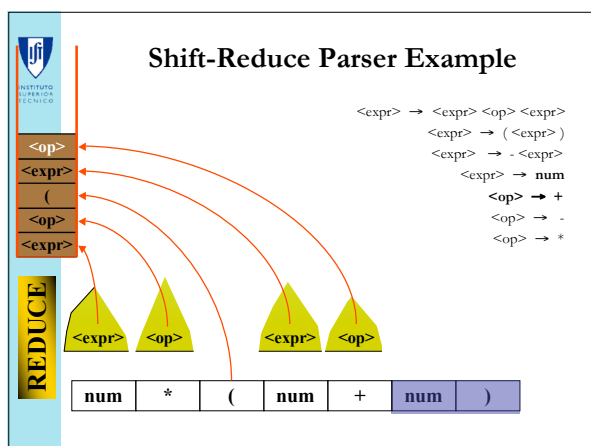 Shift-Reduce Parser Example
INSTITUTO
SUPERIOR
TÉCNICO
<expr> → <expr> <op> <expr>
<expr> → ( <expr> )
<expr> → - <expr>
<expr> → num
<op> → +
<op> → -
<op> → *
<op>
<expr>
(
<op>
<expr>
REDUCE
<expr> <op> <expr> <op>
num * ( num + num )